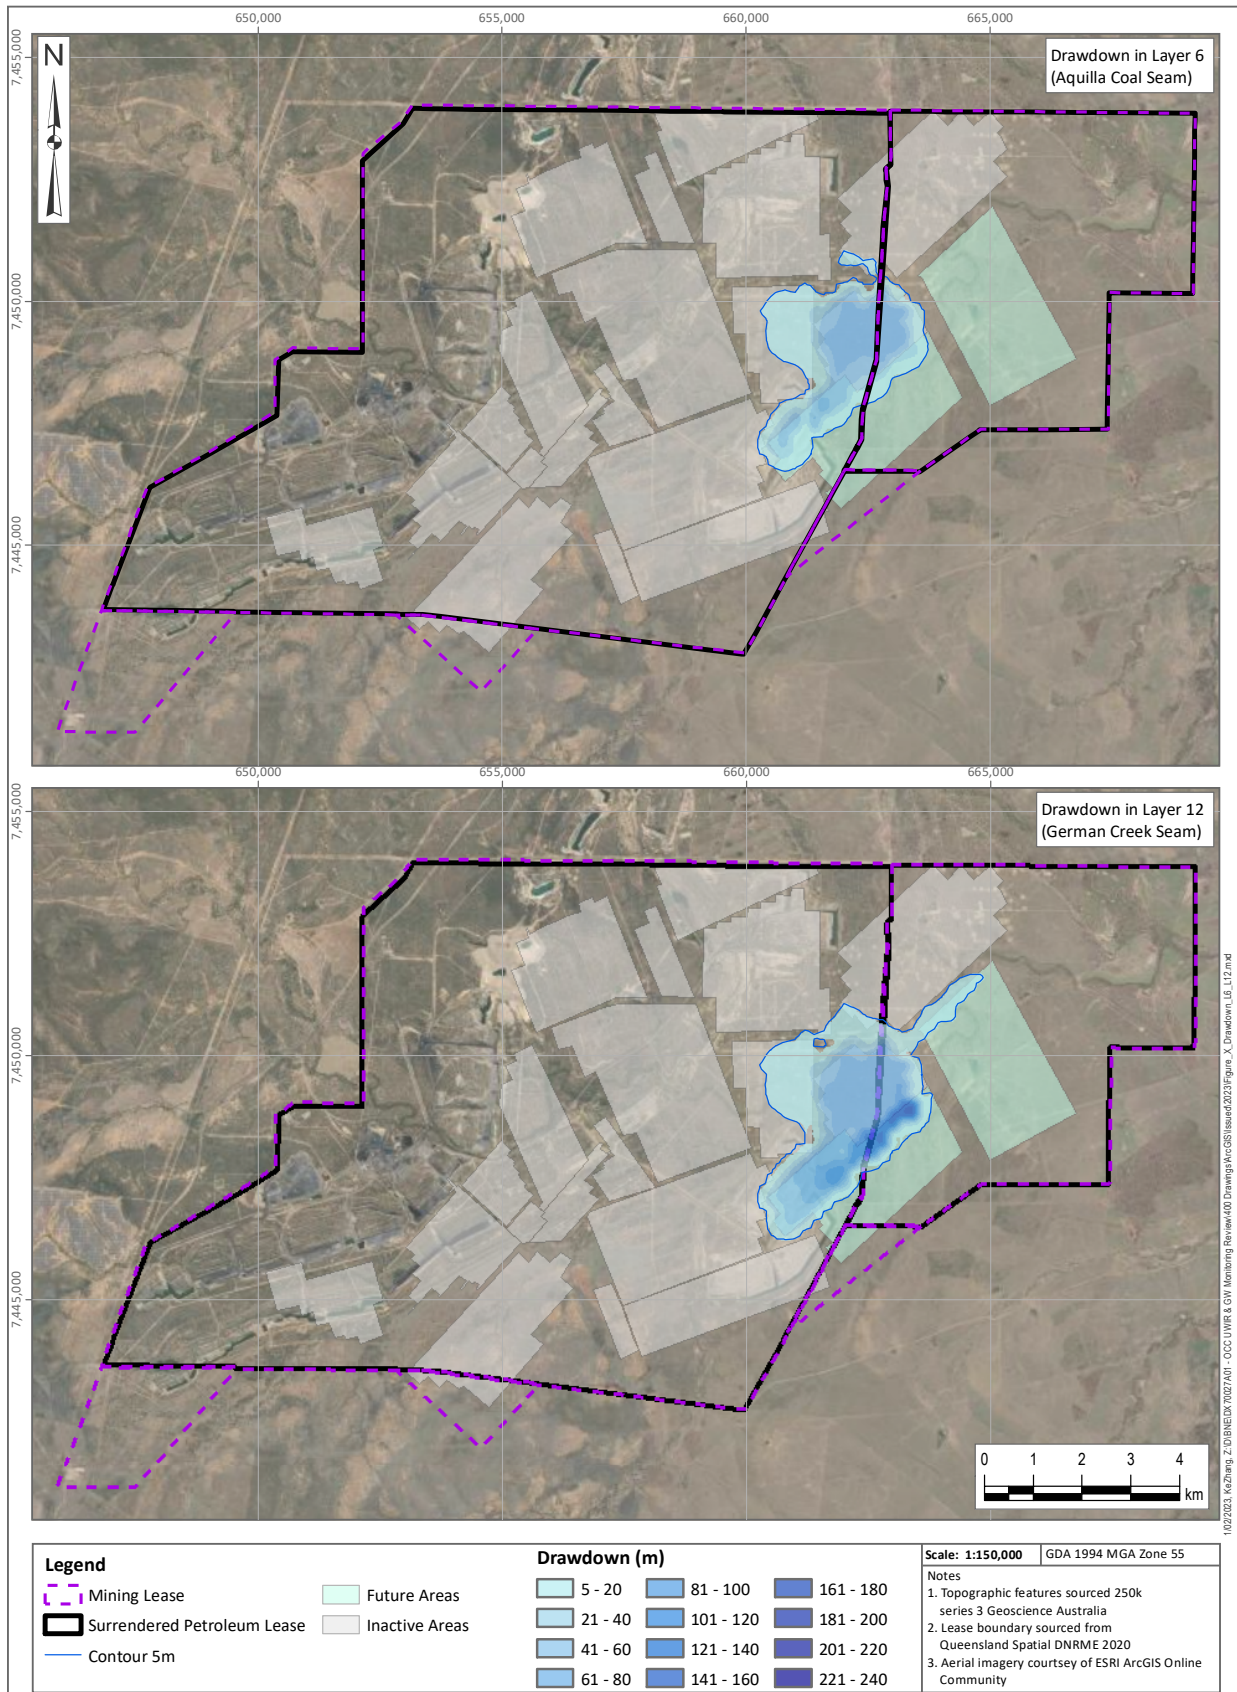 650,000
655,000
660,000
665,000
7,455,000
7,450,000
7,445,000
N
Drawdown in Layer 6
(Aquilla Coal Seam)
650,000
655,000
660,000
665,000
7,455,000
7,450,000
7,445,000
Drawdown in Layer 12
(German Creek Seam)
0 1 2 3 4
km
Legend
Mining Lease
Surrendered Petroleum Lease
Contour 5m
Future Areas
Inactive Areas
Drawdown (m)
5 - 20
21 - 40
41 - 60
61 - 80
81 - 100
101 - 120
121 - 140
141 - 160
161 - 180
181 - 200
201 - 220
221 - 240
Scale: 1:150,000
GDA 1994 MGA Zone 55
Notes
1. Topographic features sourced 250k
series 3 Geoscience Australia
2. Lease boundary sourced from
Queensland Spatial DNRME 2020
3. Aerial imagery courtsey of ESRI ArcGIS Online
Community